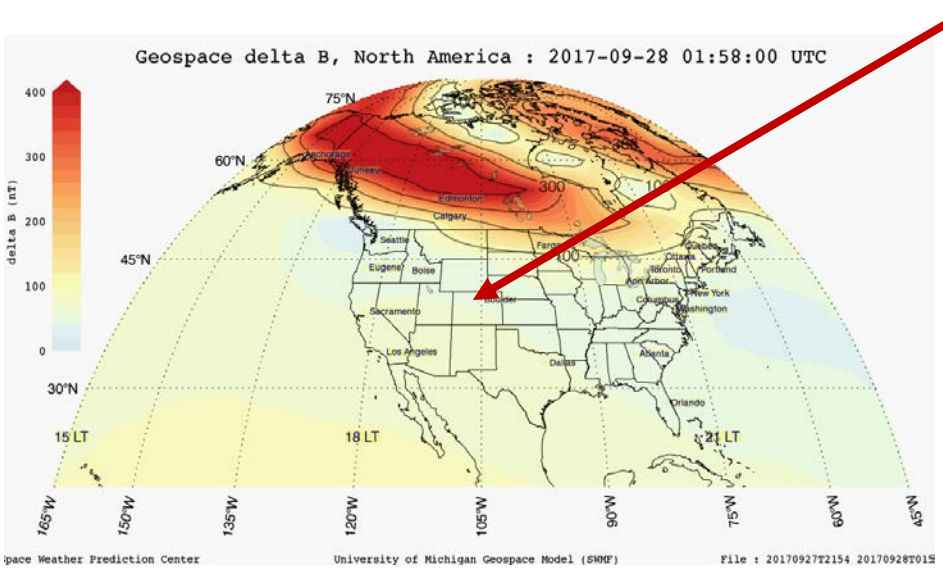 Geospace delta B, North America : 2017-09-28 01:58:00 UTC
400
300
200
100
0
delta B (nT)
75°N
60°N
45°N
30°N
100
300
100
100
Anchorage
Juneau
Edmonton
Calgary
Seattle
Fargo
Quebec
Ottawa
Eugene
Boise
Toronto
Portland
Ann Arbor
Boulder
Columbus
New York
Sacramento
Washington
Los Angeles
Dallas
Atlanta
Orlando
15 LT
18 LT
21 LT
165°W
150°W
135°W
120°W
105°W
90°W
75°W
60°W
45°W
Space Weather Prediction Center
University of Michigan Geospace Model (SWMF)
File : 20170927T2154 20170928T015